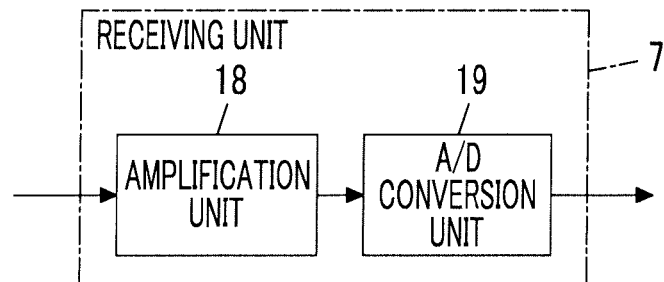 RECEIVING UNIT
7
18
19
AMPLIFICATION
UNIT
A/D
CONVERSION
UNIT